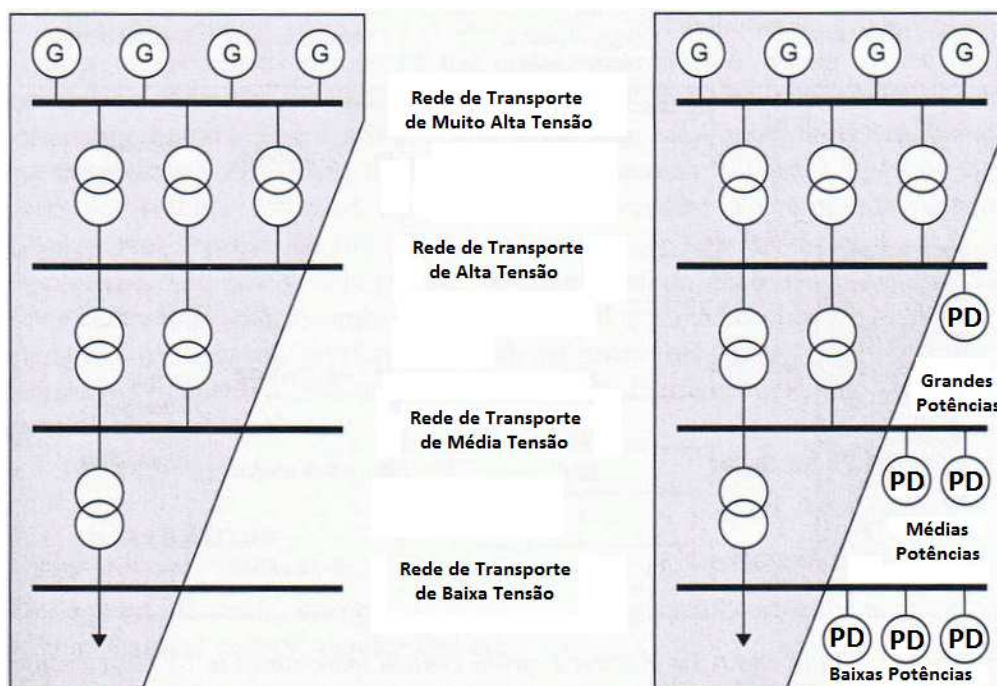 G G G G
G G G G
Rede de Transporte
de Muito Alta Tensão
Rede de Transporte
de Alta Tensão
PD
Grandes
Potências
Rede de Transporte
de Média Tensão
PD PD
Médias
Potências
Rede de Transporte
de Baixa Tensão
PD PD PD
Baixas Potências